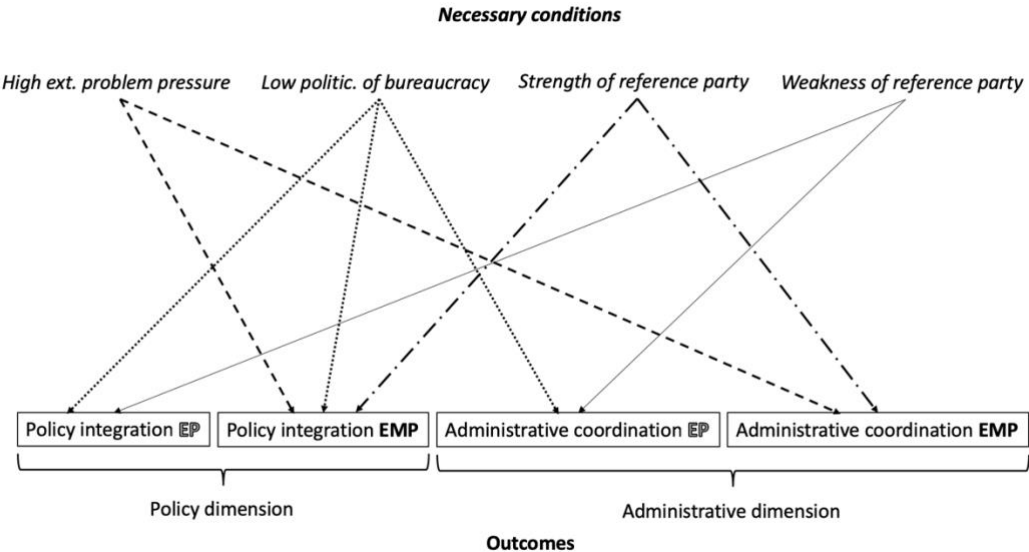 Necessary conditions
High ext. problem pressure Low politic. of bureaucracy Strength of reference party Weakness of reference party
Policy integration EP Policy integration EMP Administrative coordination EP Administrative coordination EMP
Policy dimension Administrative dimension
Outcomes